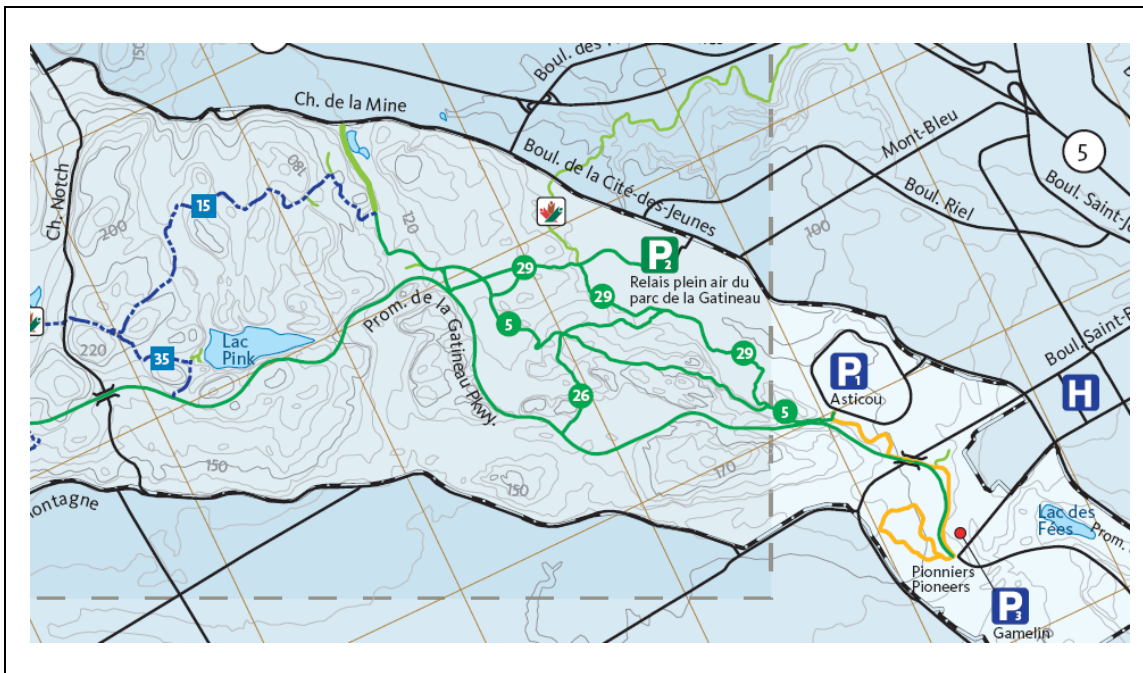 150
Boul. des
Ch. de la Mine
Mont-Bleu
5
Boul. de la Cité-des-Jeunes
180
Ch. Notch
15
Boul. Riel
Boul. Saint-J
120
200
100
P2
29
Relais plein air du
parc de la Gatineau
Prom. de la Gatineau Pkwy.
29
5
Lac
Pink
220
35
29
P1
Asticou
Boul. Saint-
H
26
5
150
170
150
ontagne
Lac des
Fées
Prom.
Pionniers
Pioneers
P3
Gamelin